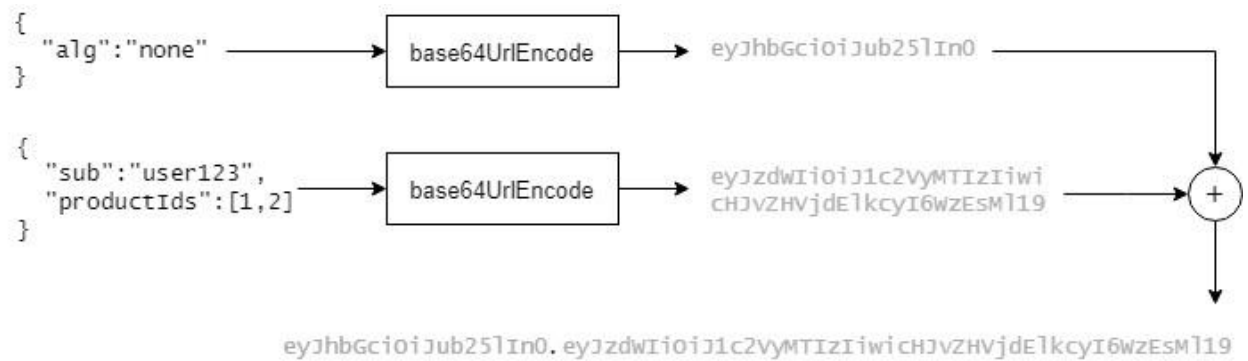 {
"alg":"none"
}
base64UrlEncode
eyJhbGciOiJub25lIn0
{
"sub":"user123",
"productIds":[1,2]
}
base64UrlEncode
eyJzdWIiOiJ1c2VyMTIzIiwi
cHJvZHVjdElkcyI6WzEsMl19
+
eyJhbGciOiJub25lIn0.eyJzdWIiOiJ1c2VyMTIzIiwicHJvZHVjdElkcyI6WzEsMl19